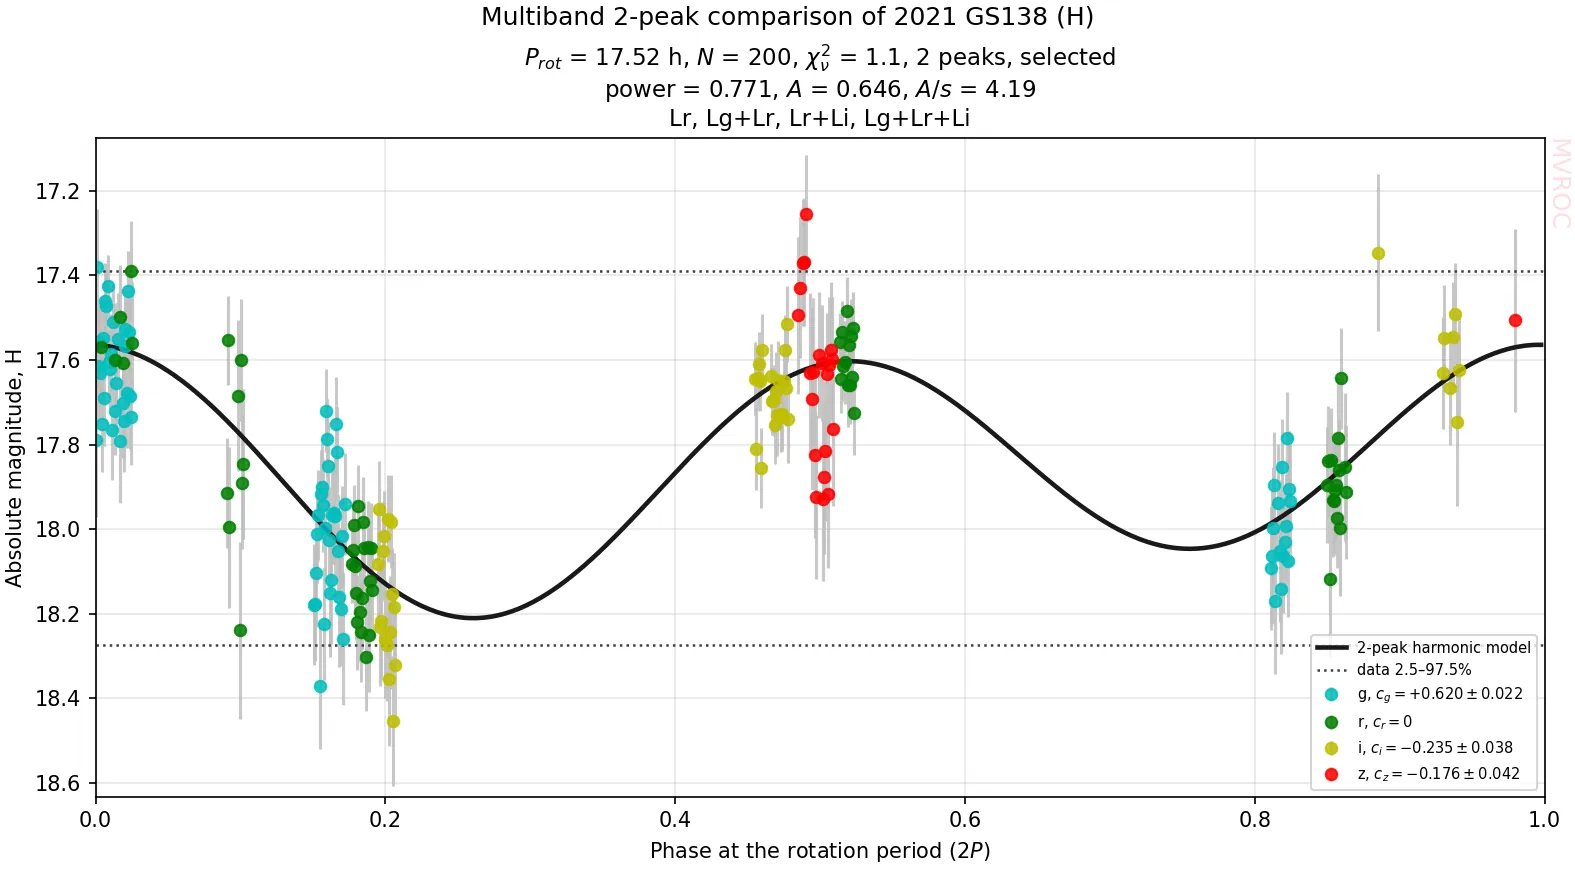 Multiband 2-peak comparison of 2021 GS138 (H)
P_rot = 17.52 h, N = 200, χ²_ν = 1.1, 2 peaks, selected
power = 0.771, A = 0.646, A/s = 4.19
Lr, Lg+Lr, Lr+Li, Lg+Lr+Li
MVROC
Absolute magnitude, H
17.2
17.4
17.6
17.8
18.0
18.2
18.4
18.6
2-peak harmonic model
data 2.5–97.5%
g, c_g = +0.620 ± 0.022
r, c_r = 0
i, c_i = −0.235 ± 0.038
z, c_z = −0.176 ± 0.042
0.0 0.2 0.4 0.6 0.8 1.0
Phase at the rotation period (2P)